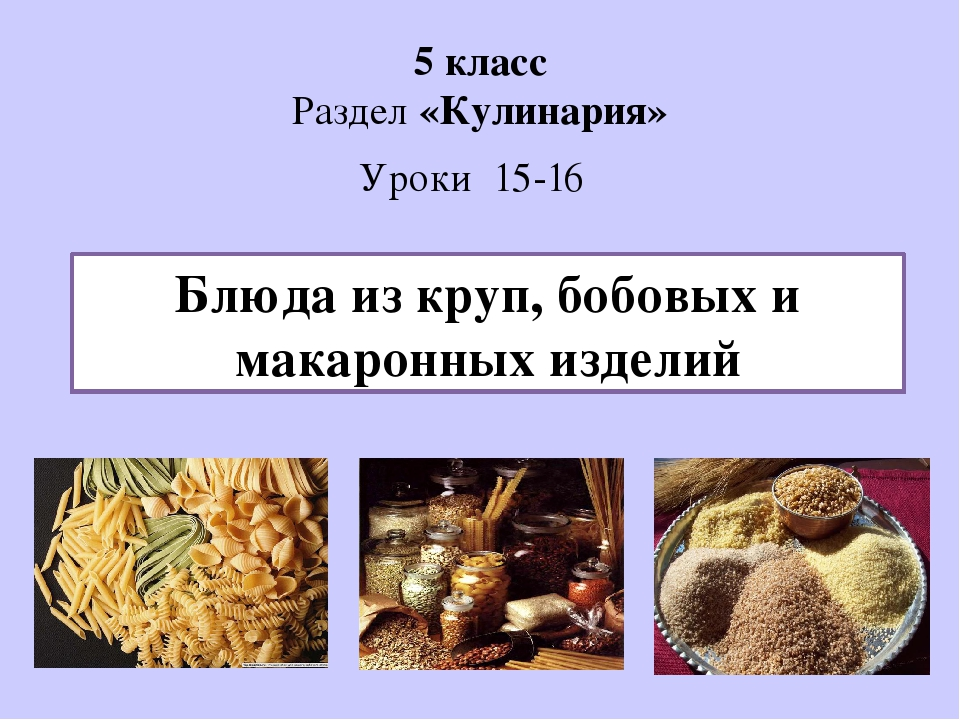 5 класс
Раздел «Кулинария»
Уроки 15-16
Блюда из круп, бобовых и
макаронных изделий